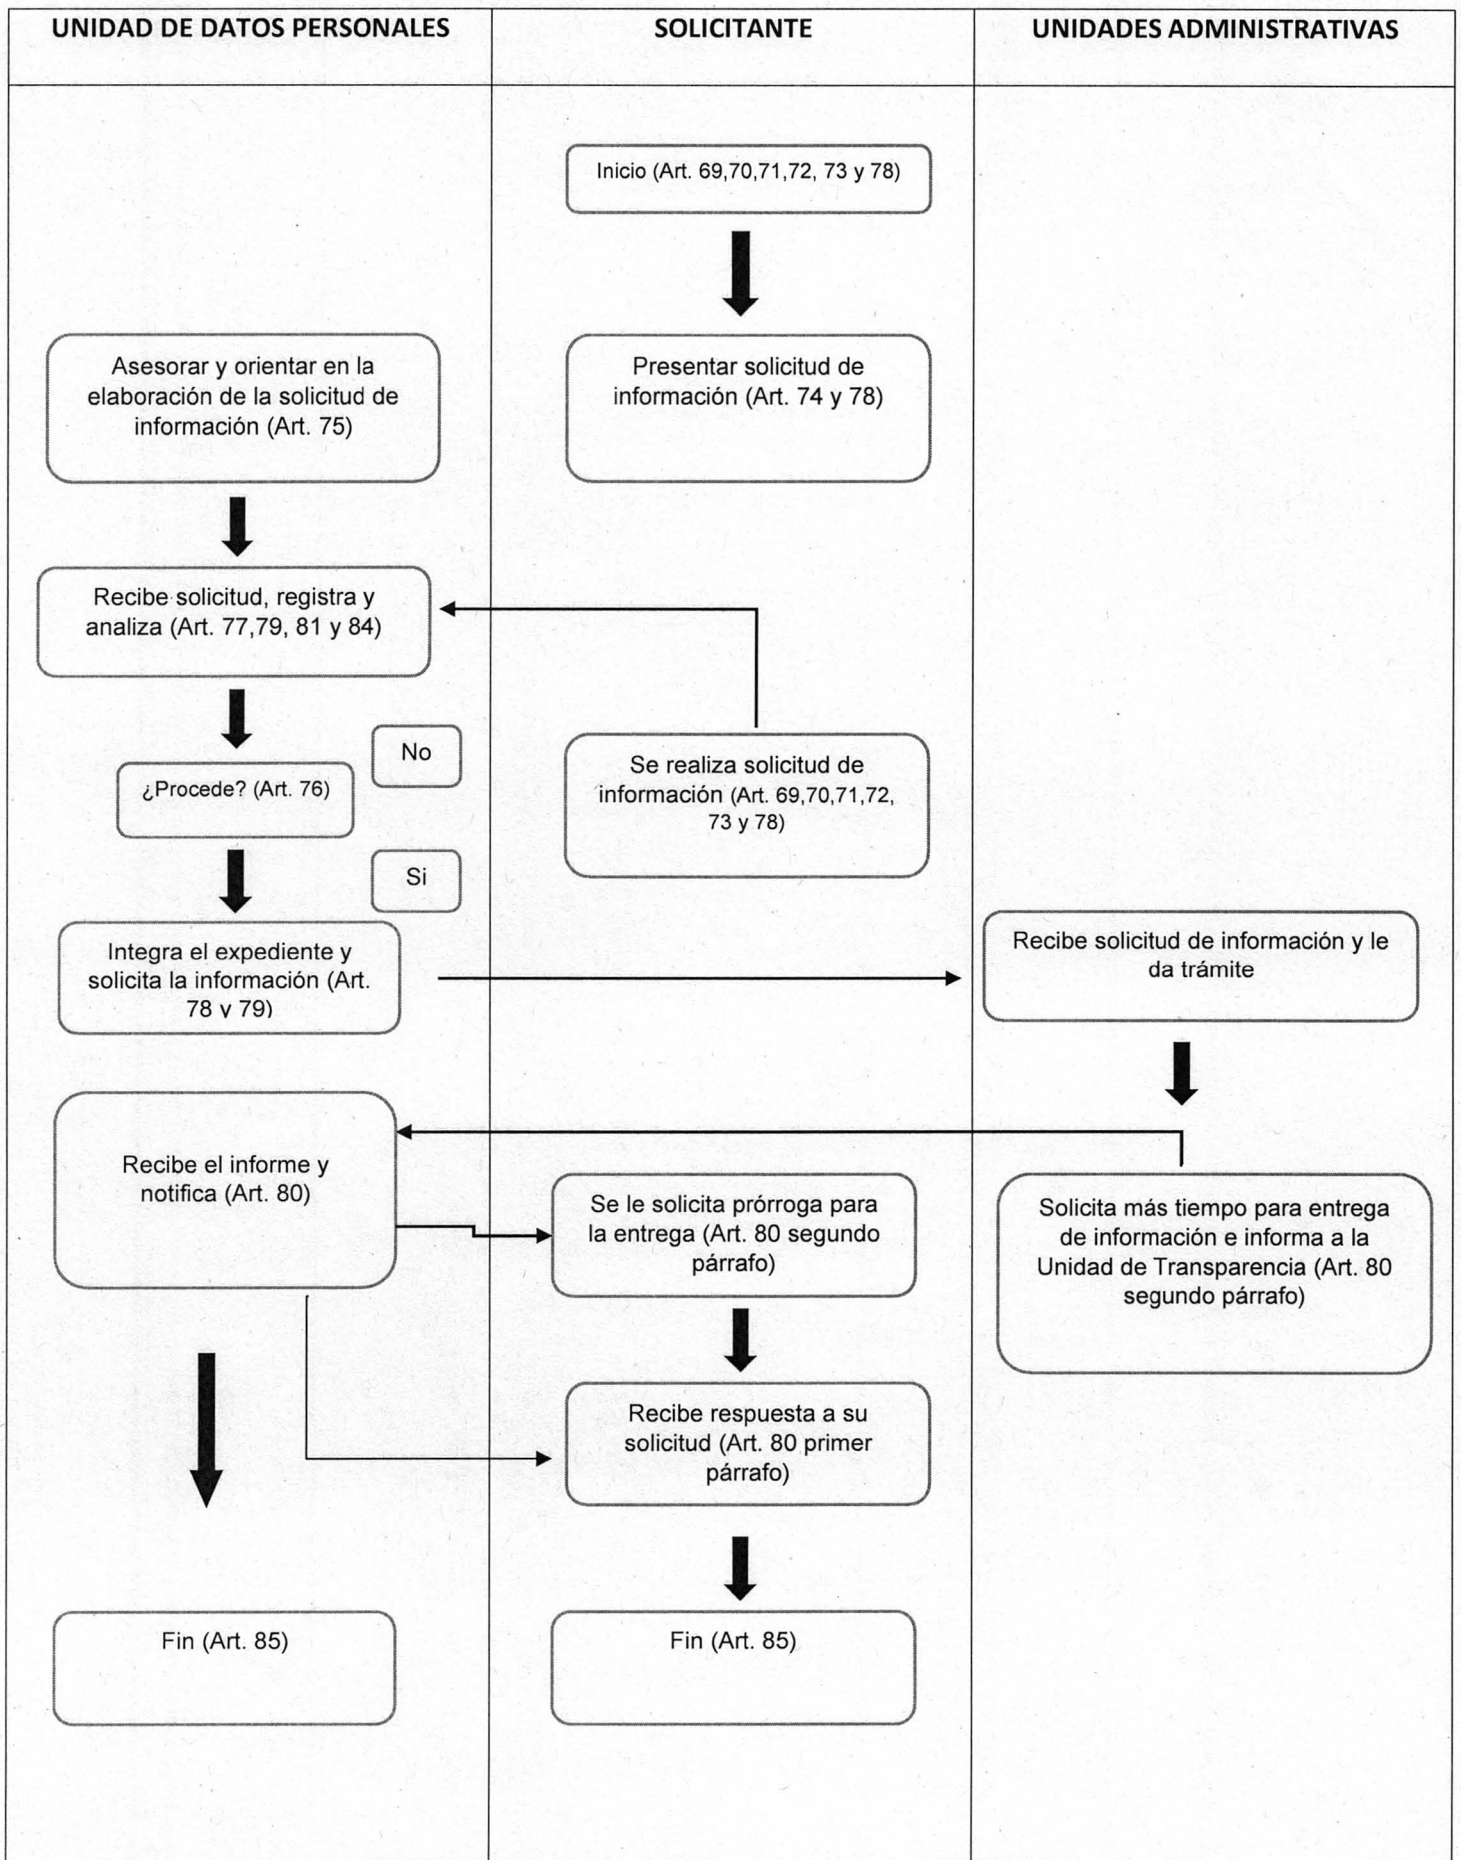 UNIDAD DE DATOS PERSONALES
SOLICITANTE
UNIDADES ADMINISTRATIVAS
Inicio (Art. 69,70,71,72, 73 y 78)
Asesorar y orientar en la
elaboración de la solicitud de
información (Art. 75)
Presentar solicitud de
información (Art. 74 y 78)
Recibe solicitud, registra y
analiza (Art. 77,79, 81 y 84)
No
¿Procede? (Art. 76)
Se realiza solicitud de
información (Art. 69,70,71,72,
73 y 78)
Si
Integra el expediente y
solicita la información (Art.
78 y 79)
Recibe solicitud de información y le
da trámite
Recibe el informe y
notifica (Art. 80)
Se le solicita prórroga para
la entrega (Art. 80 segundo
párrafo)
Solicita más tiempo para entrega
de información e informa a la
Unidad de Transparencia (Art. 80
segundo párrafo)
Recibe respuesta a su
solicitud (Art. 80 primer
párrafo)
Fin (Art. 85)
Fin (Art. 85)